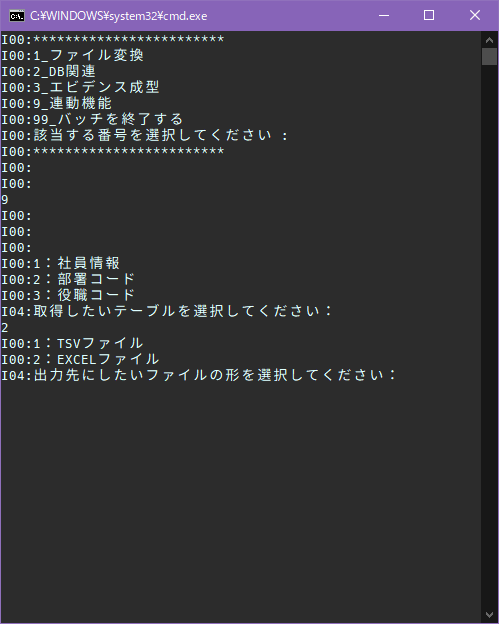 C:¥WINDOWS¥system32¥cmd.exe
I00:************************
I00:1_ファイル変換
I00:2_DB関連
I00:3_エビデンス成型
I00:9_連動機能
I00:99_バッチを終了する
I00:該当する番号を選択してください :
I00:************************
I00:
I00:
9
I00:
I00:
I00:
I00:1：社員情報
I00:2：部署コード
I00:3：役職コード
I04:取得したいテーブルを選択してください：
2
I00:1：TSVファイル
I00:2：EXCELファイル
I04:出力先にしたいファイルの形を選択してください：